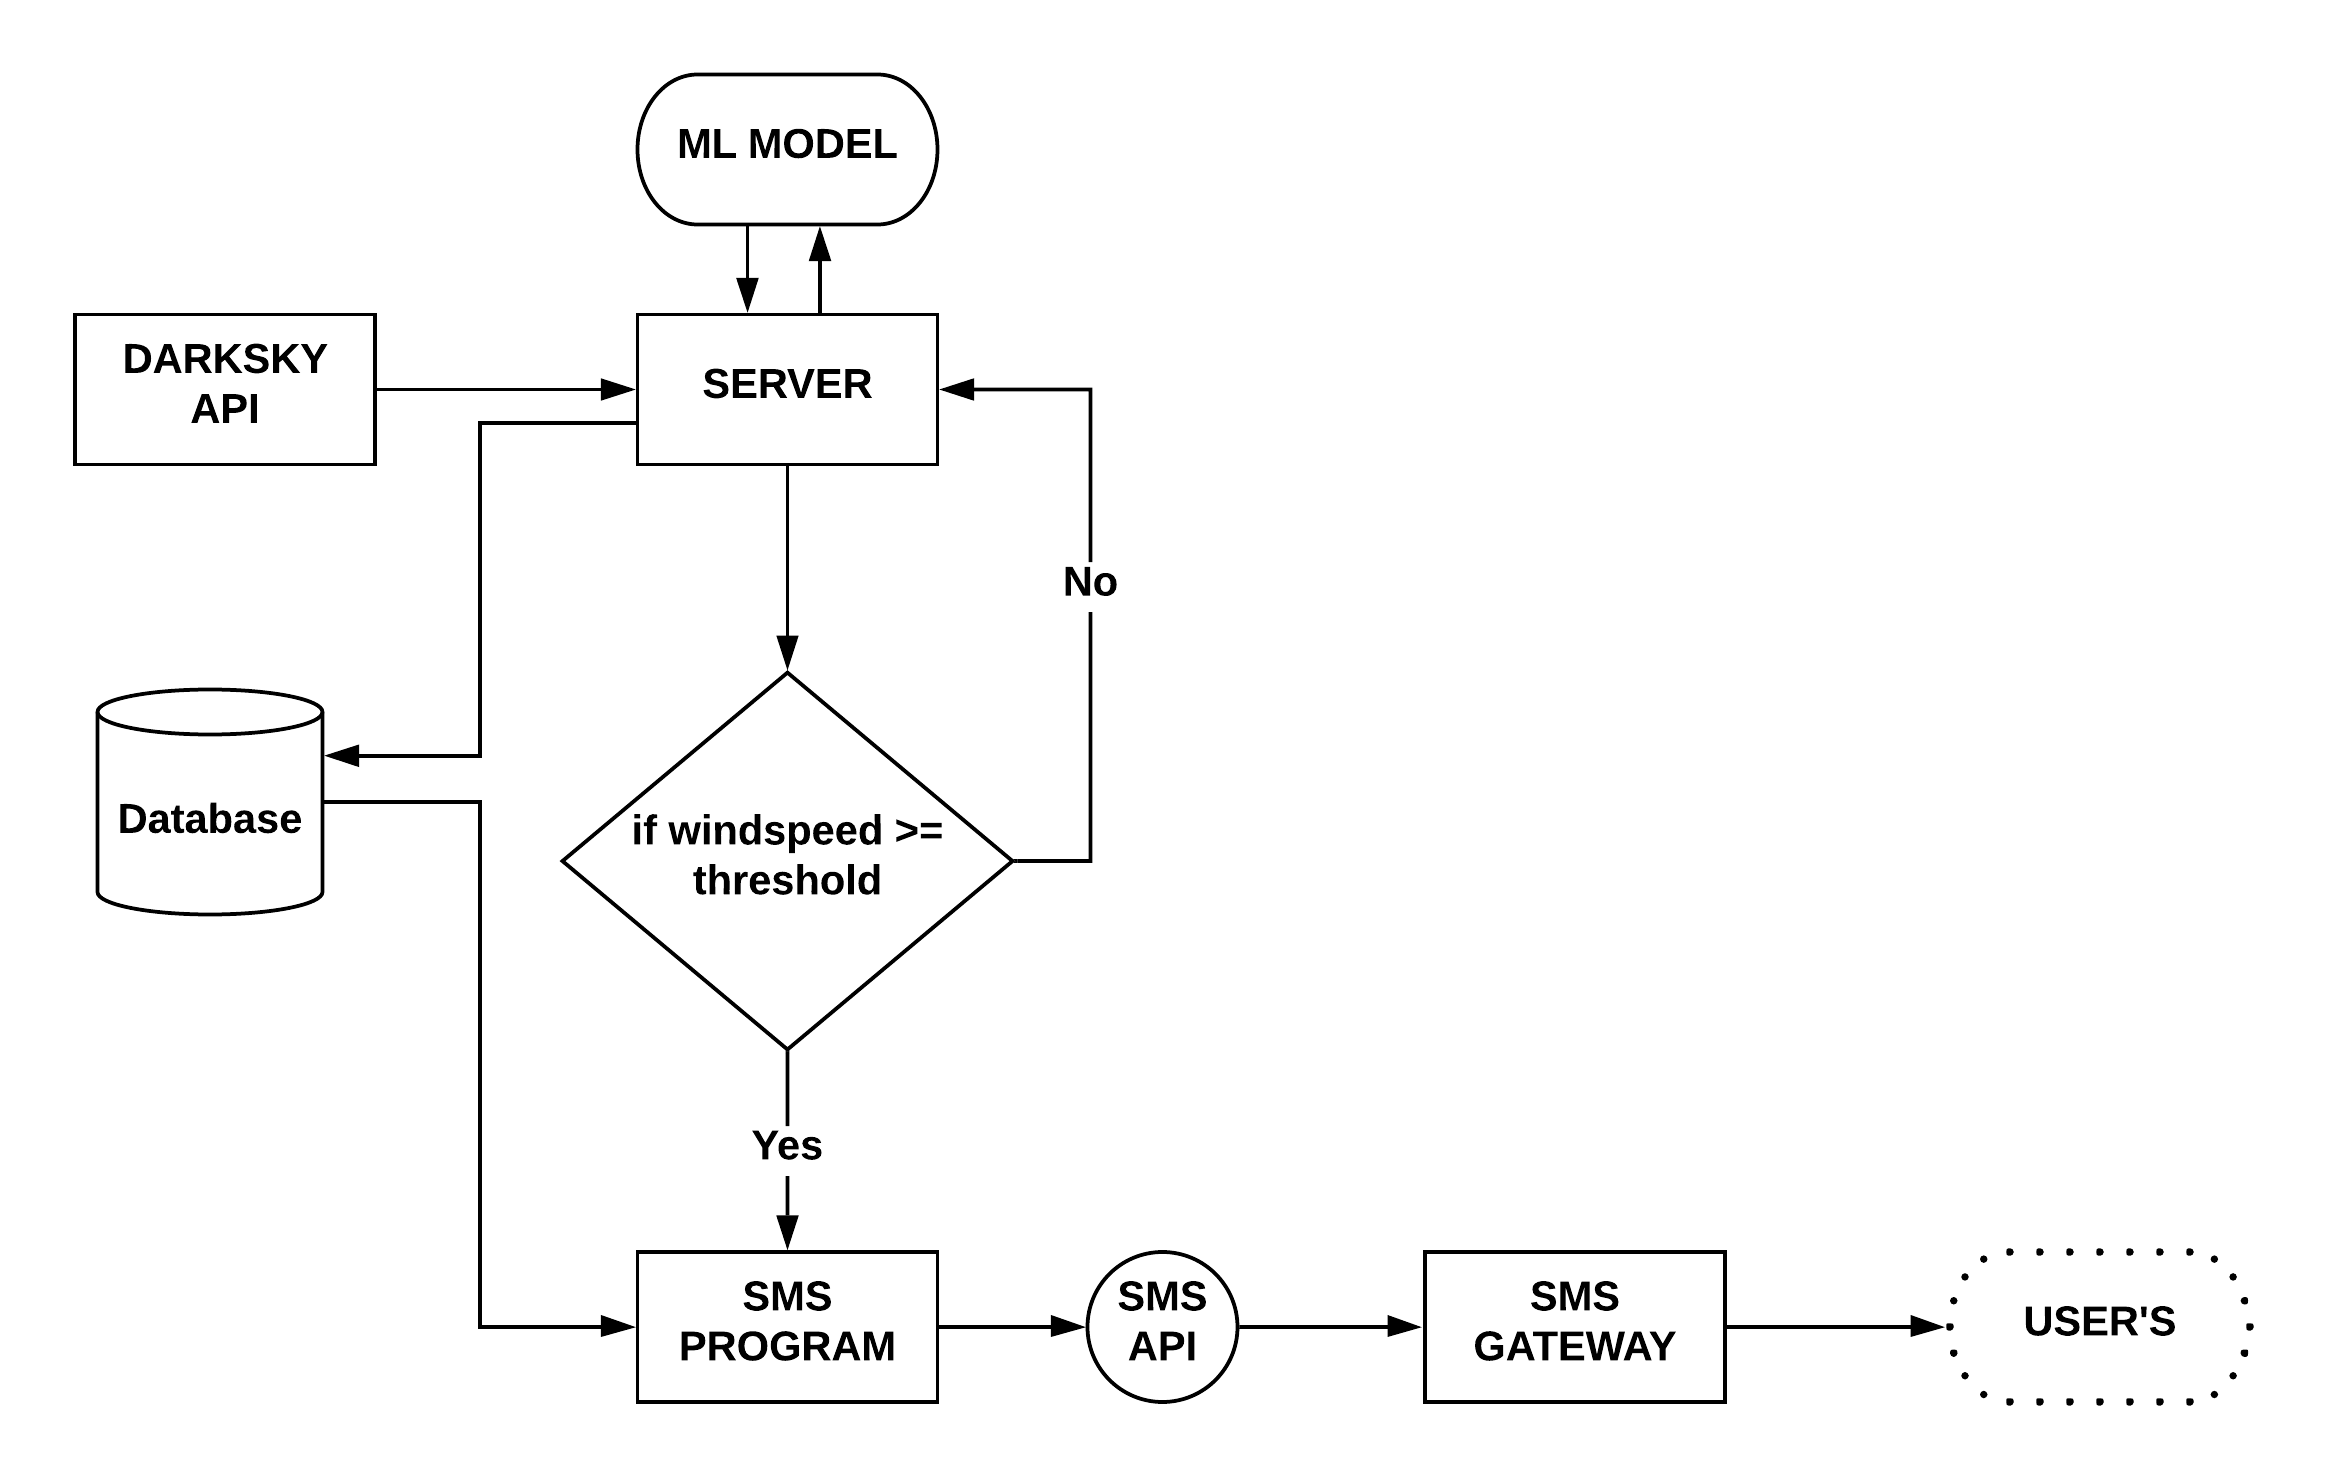 ML MODEL
DARKSKY
API
SERVER
No
Database
if windspeed >=
threshold
Yes
SMS
PROGRAM
SMS
API
SMS
GATEWAY
USER'S